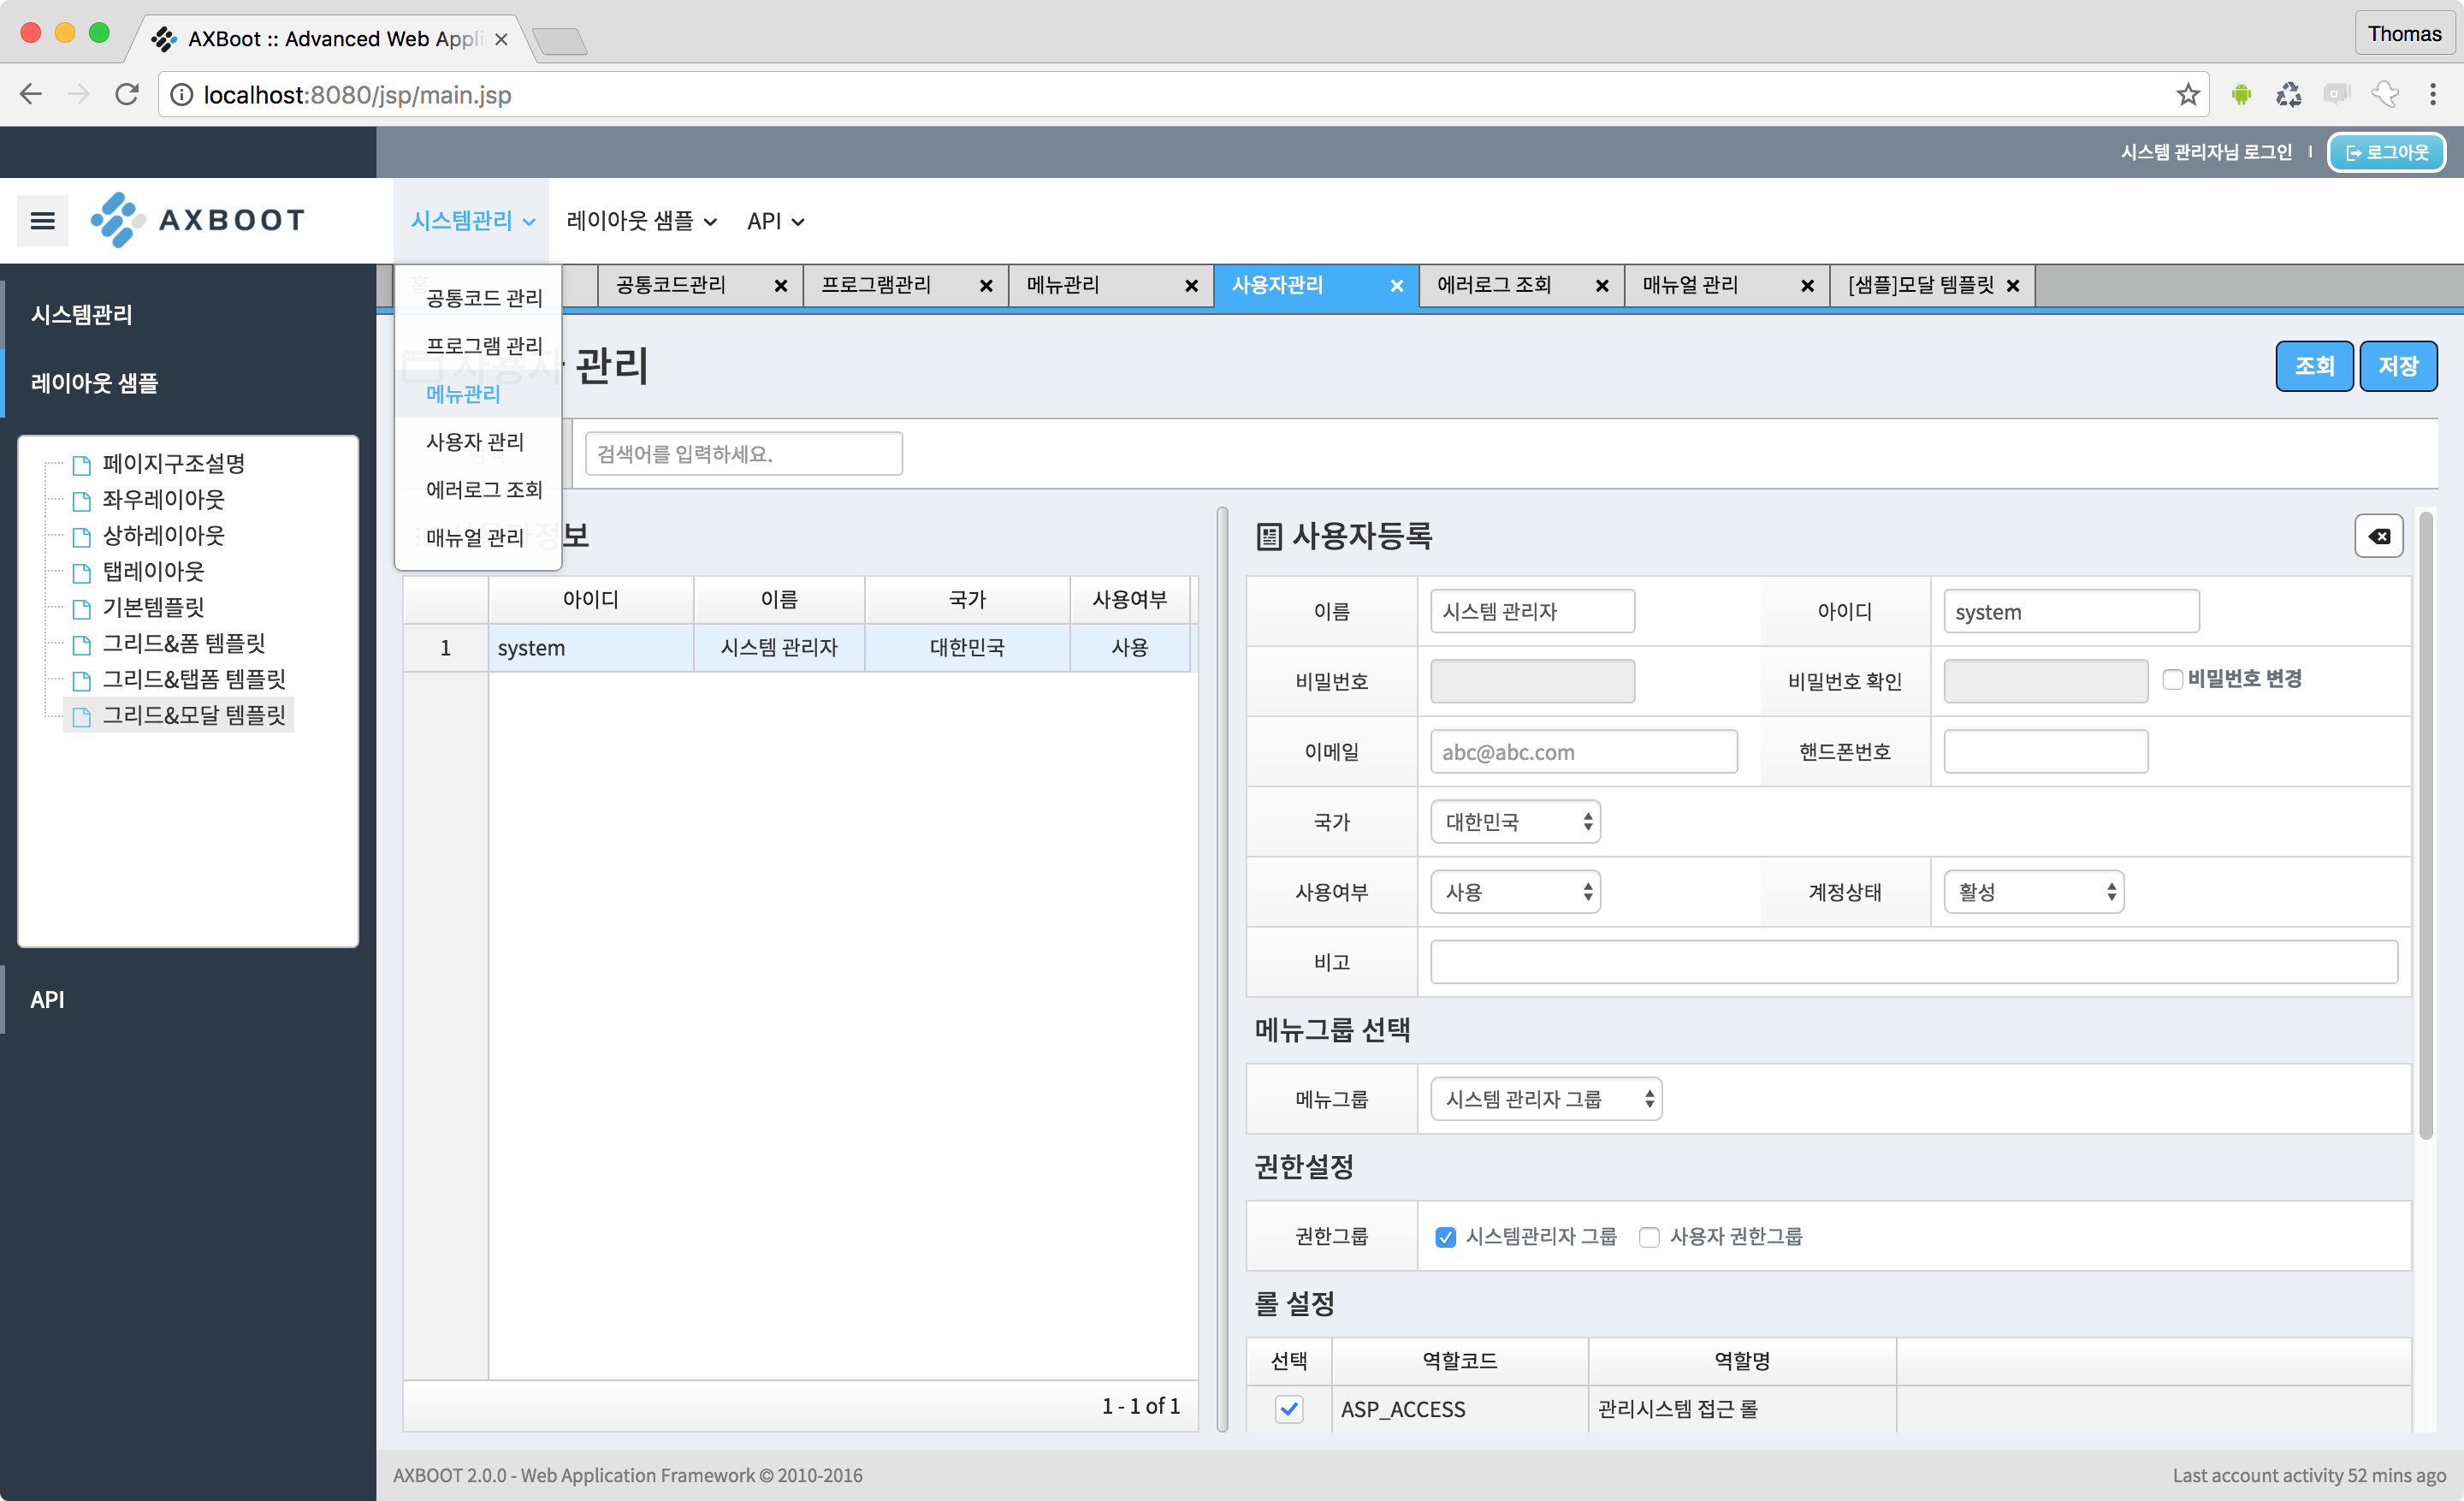 AXBoot :: Advanced Web Appli
Thomas
localhost:8080/jsp/main.jsp
시스템 관리자님 로그인
로그아웃
AXBOOT
시스템관리
레이아웃 샘플
API
공통코드관리
프로그램관리
메뉴관리
사용자관리
에러로그 조회
매뉴얼 관리
[샘플]모달 템플릿
공통코드 관리
프로그램 관리
메뉴관리
사용자 관리
에러로그 조회
매뉴얼 관리
시스템관리
레이아웃 샘플
페이지구조설명
좌우레이아웃
상하레이아웃
탭레이아웃
기본템플릿
그리드&폼 템플릿
그리드&탭폼 템플릿
그리드&모달 템플릿
API
사용자 관리
조회
저장
검색어를 입력하세요.
아이디 이름 국가 사용여부
1 system 시스템 관리자 대한민국 사용
1 - 1 of 1
사용자등록
이름 시스템 관리자 아이디 system
비밀번호 비밀번호 확인 비밀번호 변경
이메일 abc@abc.com 핸드폰번호
국가 대한민국
사용여부 사용 계정상태 활성
비고
메뉴그룹 선택
메뉴그룹 시스템 관리자 그룹
권한설정
권한그룹 시스템관리자 그룹 사용자 권한그룹
롤 설정
선택 역할코드 역할명
ASP_ACCESS 관리시스템 접근 롤
AXBOOT 2.0.0 - Web Application Framework © 2010-2016
Last account activity 52 mins ago